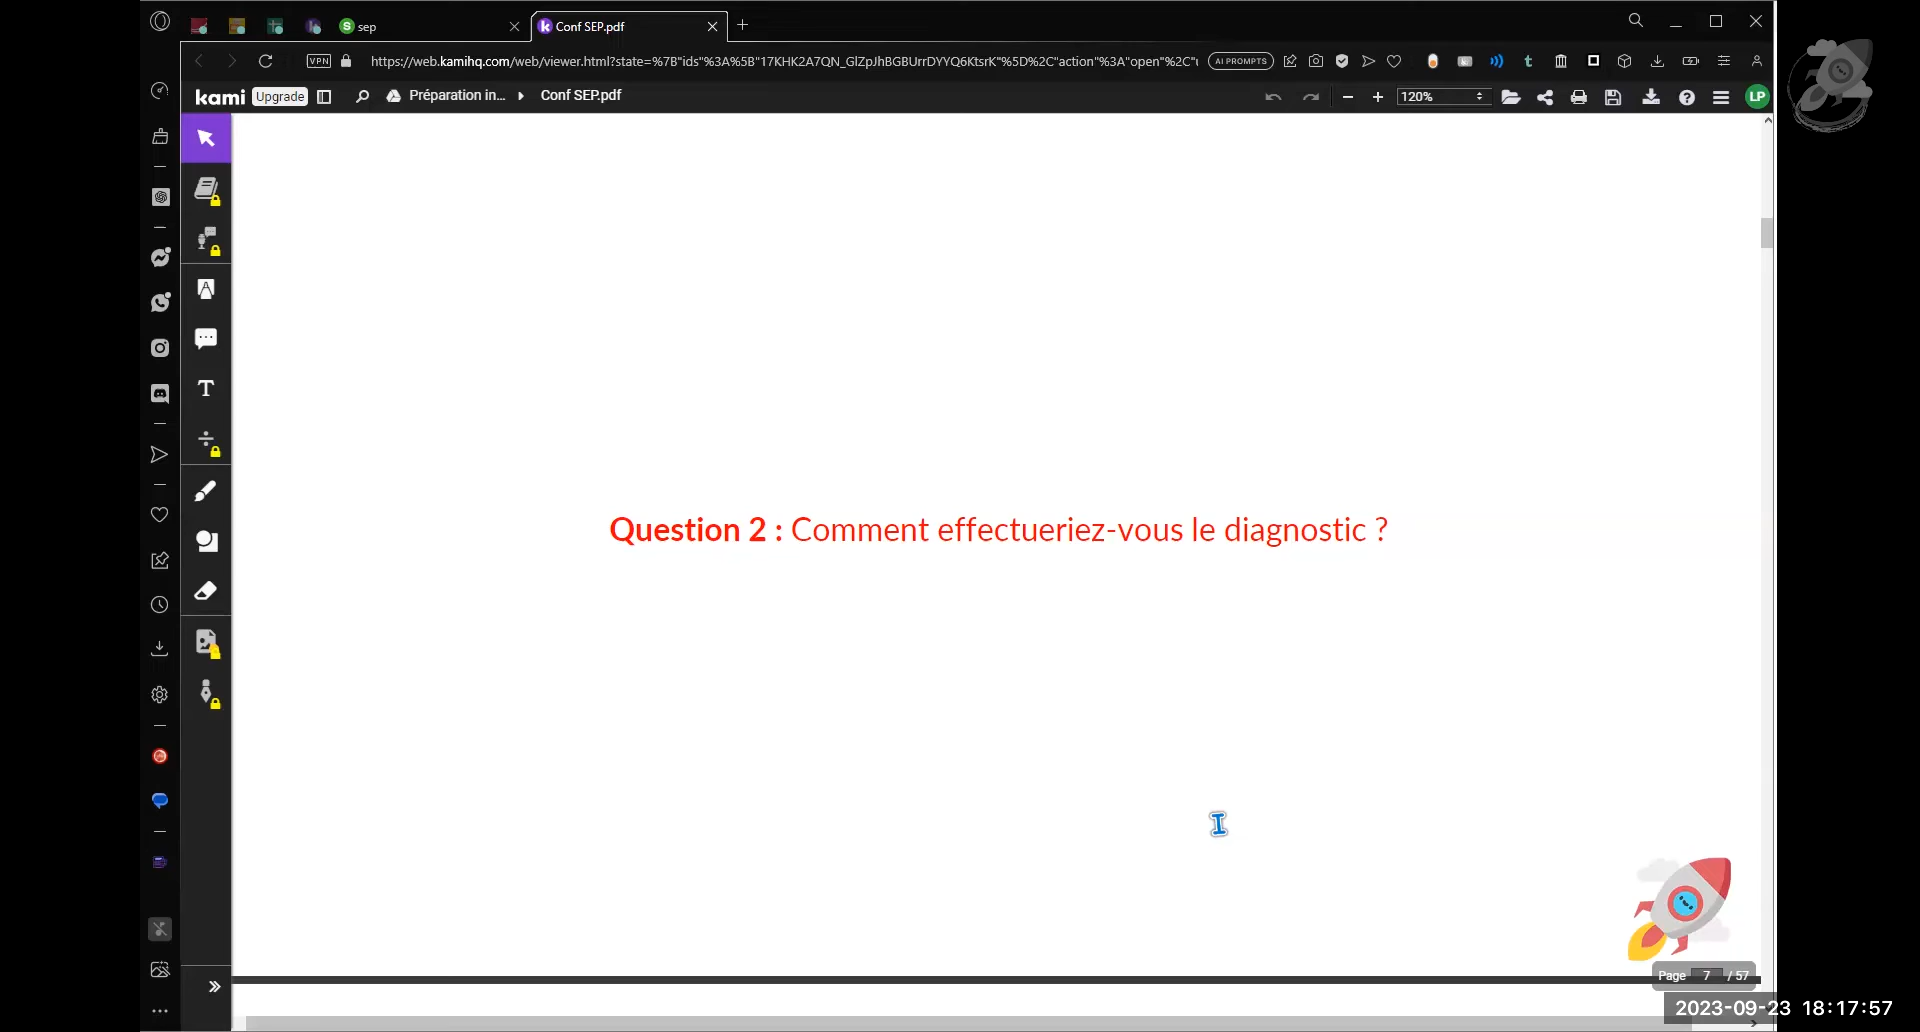 sep
Conf SEP.pdf
VPN
https://web.kamihq.com/web/viewer.html?state=%7B"ids"%3A%5B"17KHK2A7QN_GlZpJhBGBUrrDYYQ6KtsrK"%5D%2C"action"%3A"open"%2C"u
AI PROMPTS
kami
Upgrade
Préparation in...
Conf SEP.pdf
120%
LP
Question 2 : Comment effectueriez-vous le diagnostic ?
Page 7 / 57
2023-09-23 18:17:57